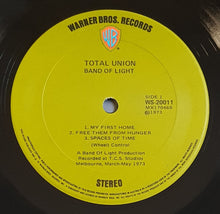 WARNER BROS. RECORDS
WB
TOTAL UNION
BAND OF LIGHT
SIDE 1
WS 20011
MX170465
℗1973
1. MY FIRST HOME
2. FREE THEM FROM HUNGER
3. SPACES OF TIME
(Wheel) Control
A Band Of Light Production
Recorded at T.C.S. Studios
Melbourne, March-May 1973
STEREO